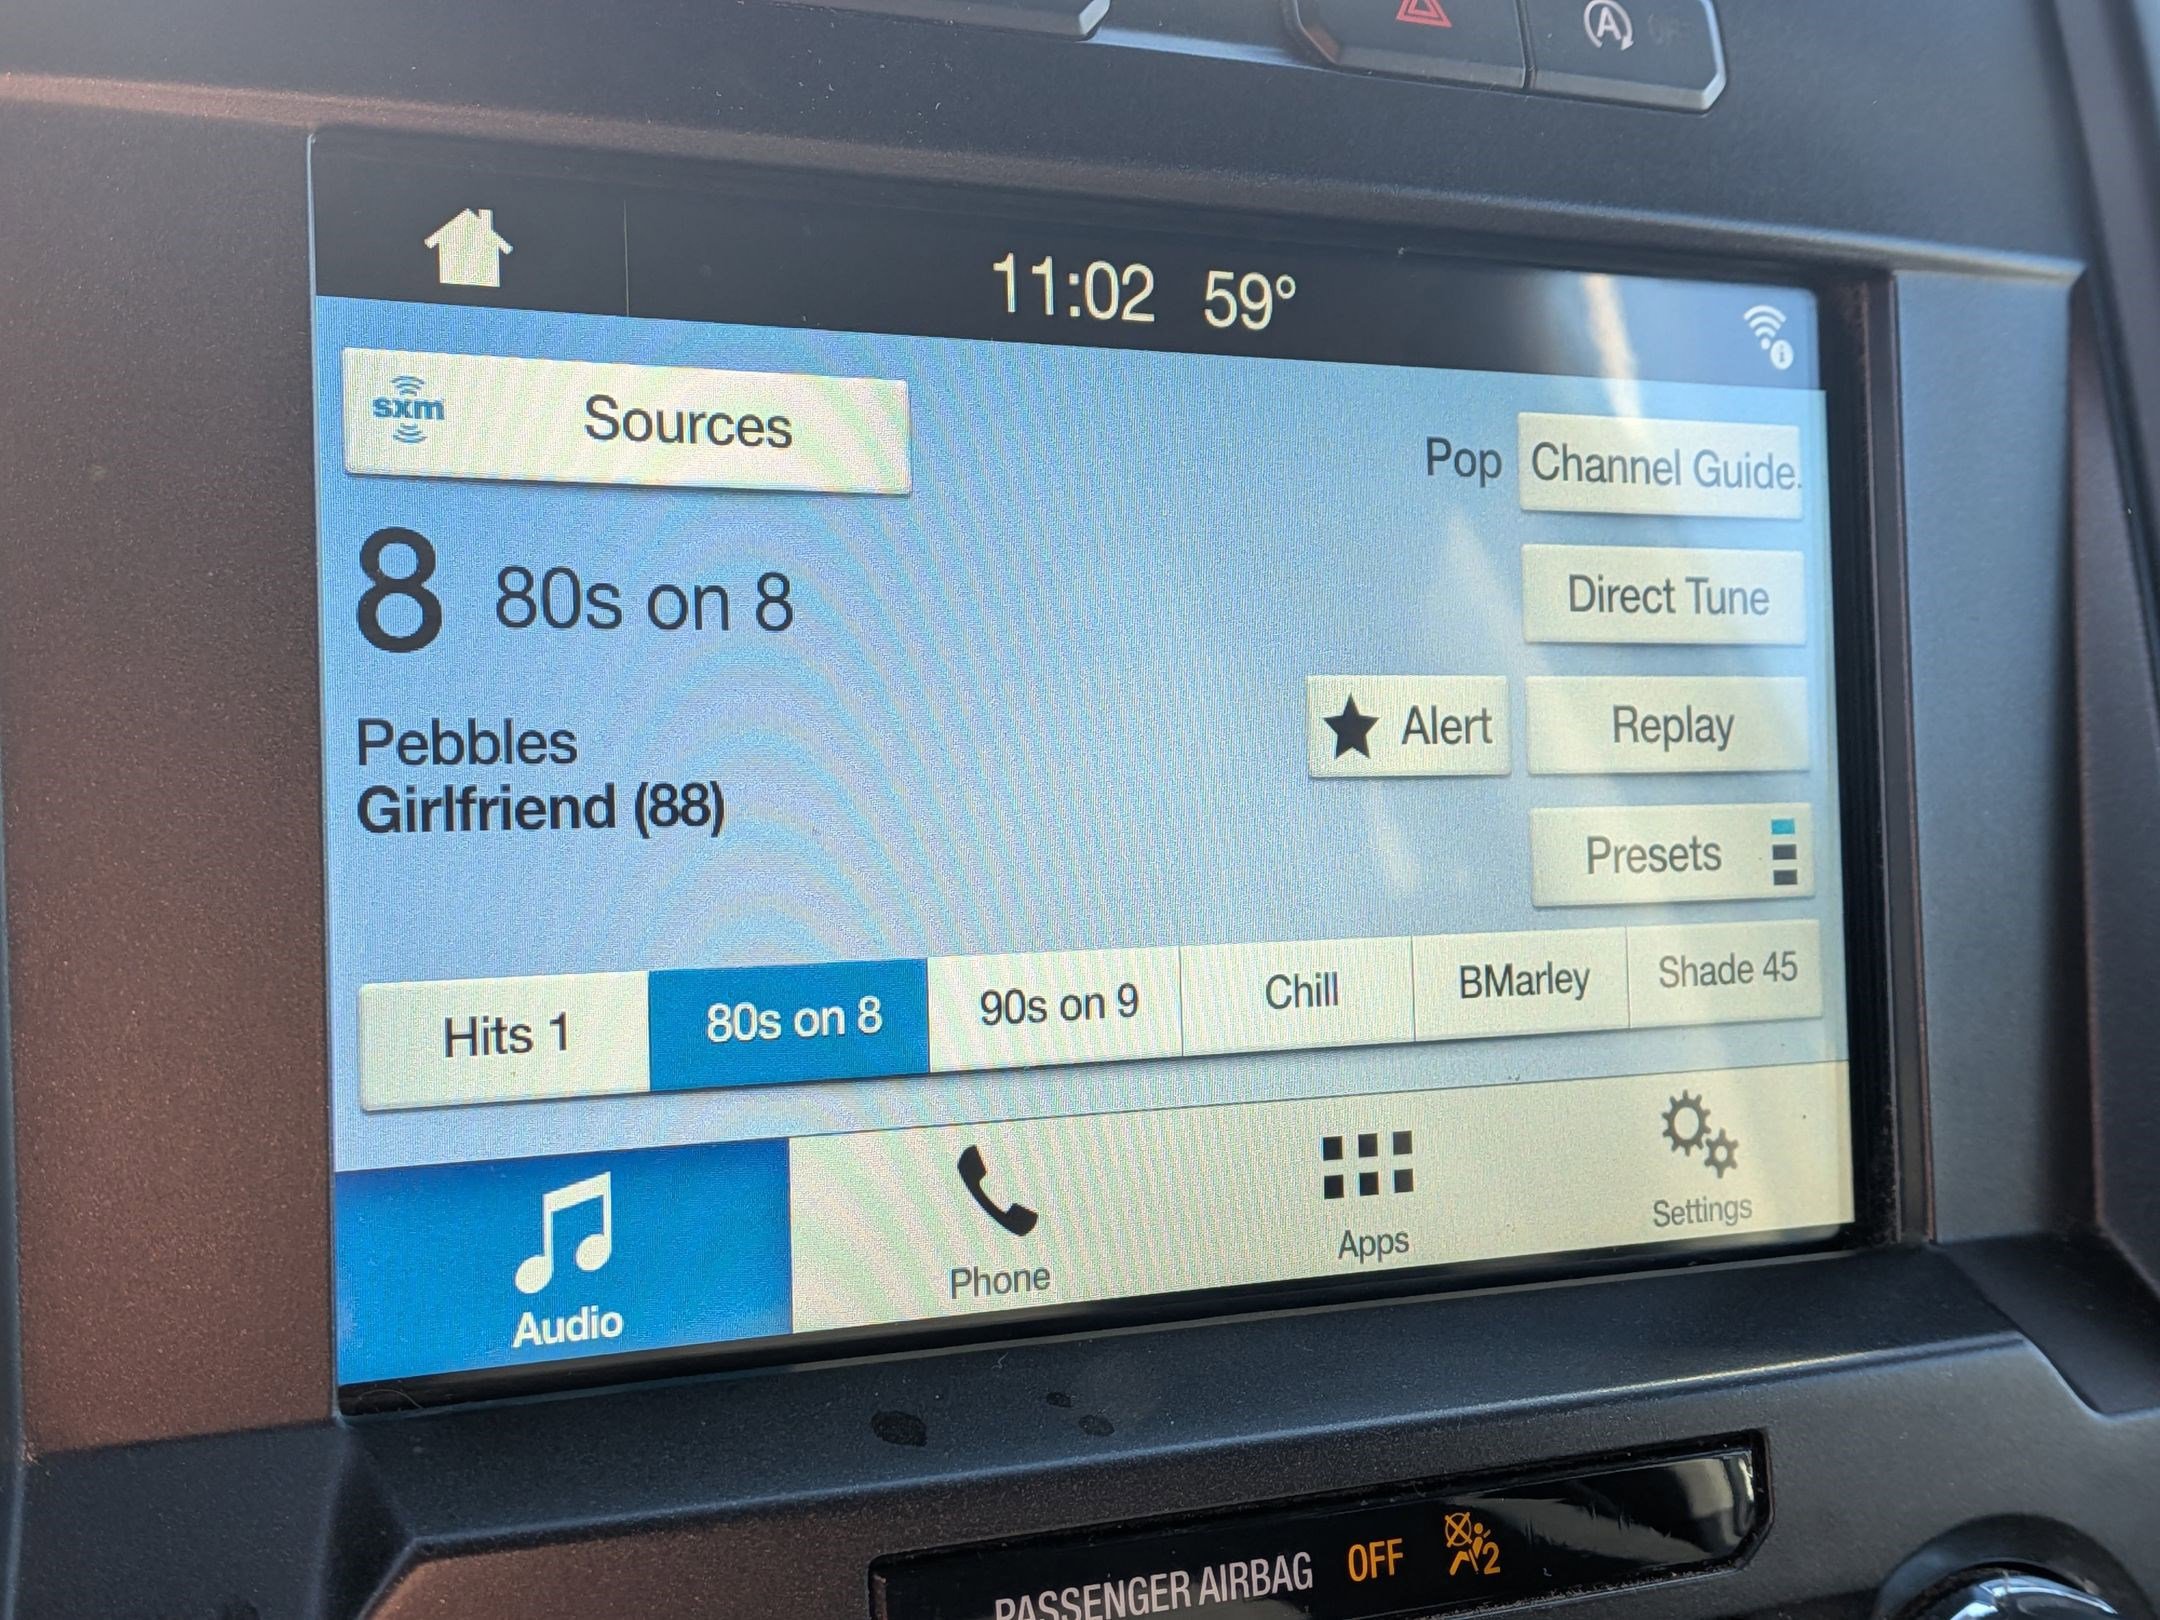 11:02 59°
sxm Sources
Pop Channel Guide.
8 80s on 8
Direct Tune
Pebbles
Girlfriend (88)
Alert Replay
Presets
Hits 1 80s on 8 90s on 9 Chill BMarley Shade 45
Audio Phone Apps Settings
PASSENGER AIRBAG OFF 2